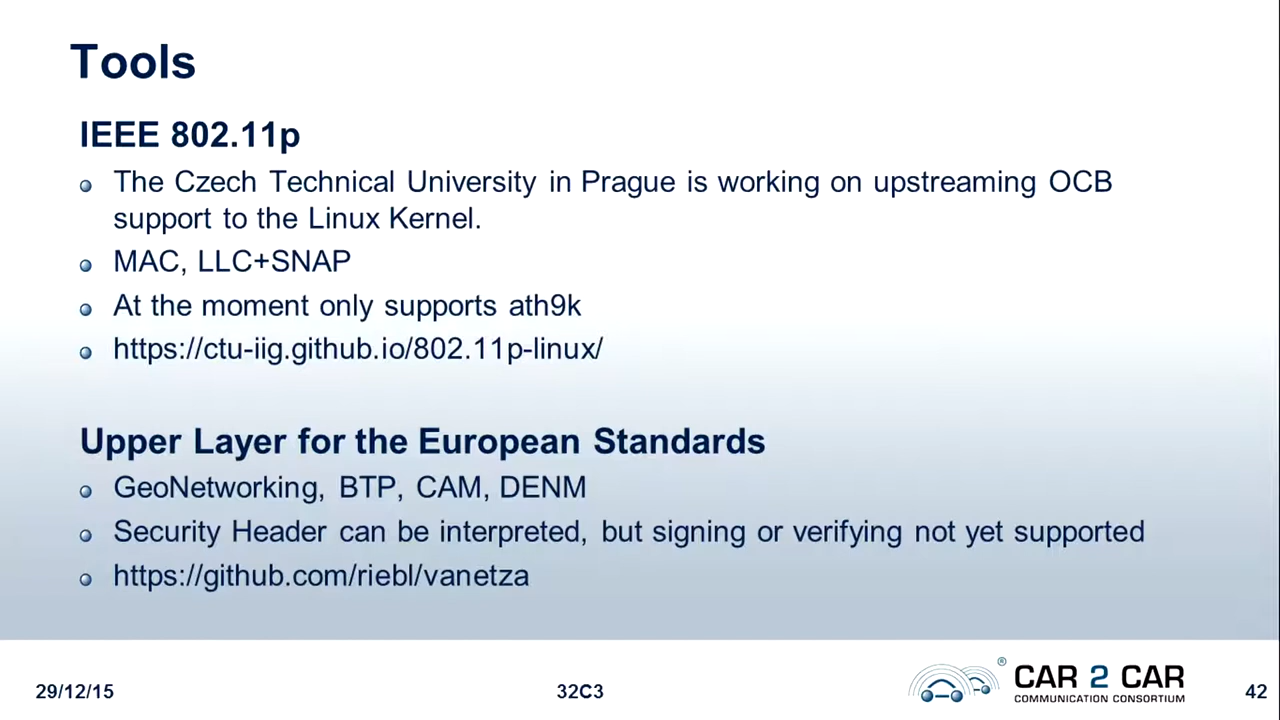 Tools
IEEE 802.11p
The Czech Technical University in Prague is working on upstreaming OCB
support to the Linux Kernel.
MAC, LLC+SNAP
At the moment only supports ath9k
https://ctu-iig.github.io/802.11p-linux/
Upper Layer for the European Standards
GeoNetworking, BTP, CAM, DENM
Security Header can be interpreted, but signing or verifying not yet supported
https://github.com/riebl/vanetza
29/12/15
32C3
®
CAR 2 CAR
COMMUNICATION CONSORTIUM
42